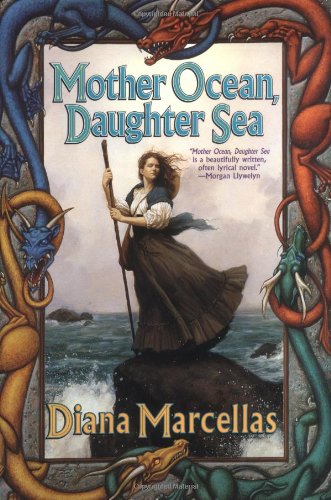 Mother Ocean,
Daughter Sea
"Mother Ocean, Daughter Sea
is a beautifully written,
often lyrical novel."
—Morgan Llywelyn
Diana Marcellas